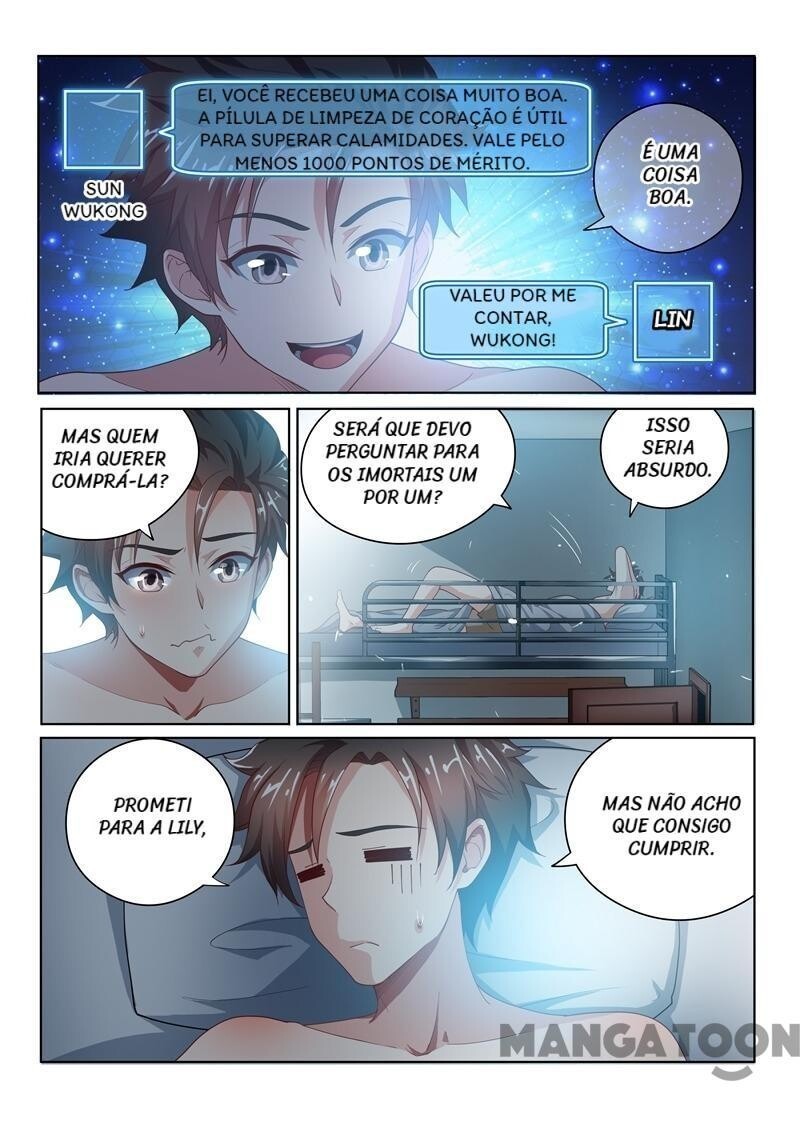 EI, VOCÊ RECEBEU UMA COISA MUITO BOA.
A PÍLULA DE LIMPEZA DE CORAÇÃO É ÚTIL
PARA SUPERAR CALAMIDADES. VALE PELO
MENOS 1000 PONTOS DE MÉRITO.
SUN
WUKONG
É UMA
COISA
BOA.
VALEU POR ME
CONTAR,
WUKONG!
LIN
MAS QUEM
IRIA QUERER
COMPRÁ-LA?
SERÁ QUE DEVO
PERGUNTAR PARA
OS IMORTAIS UM
POR UM?
ISSO
SERIA
ABSURDO.
PROMETI
PARA A LILY,
MAS NÃO ACHO
QUE CONSIGO
CUMPRIR.
MANGATOON